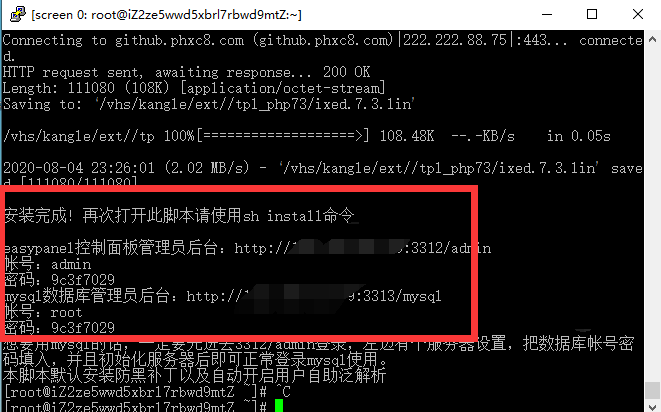 [screen 0: root@iZ2ze5wwd5xbrl7rbwd9mtZ:~]
Connecting to github.phxc8.com (github.phxc8.com)|222.222.88.75|:443... connecte
d.
HTTP request sent, awaiting response... 200 OK
Length: 111080 (108K) [application/octet-stream]
Saving to: ‘/vhs/kangle/ext//tpl_php73/ixed.7.3.lin’
/vhs/kangle/ext//tp 100%[===================>] 108.48K  --.-KB/s    in 0.05s
2020-08-04 23:26:01 (2.02 MB/s) - ‘/vhs/kangle/ext//tpl_php73/ixed.7.3.lin’ save
d [111080/111080]
安装完成！再次打开此脚本请使用sh install命令
easypanel控制面板管理员后台：http://1 :3312/admin
帐号：admin
密码：9c3f7029
mysql数据库管理员后台：http://1 9:3313/mysql
帐号：root
密码：9c3f7029
想要用mysql的话，一定要先进去3312/admin登录，左边有个服务器设置，把数据库帐号密
码填入，并且初始化服务器后即可正常登录mysql使用。
本脚本默认安装防黑补丁以及自动开启用户自助泛解析
[root@iZ2ze5wwd5xbrl7rbwd9mtZ ~]# ^C
[root@iZ2ze5wwd5xbrl7rbwd9mtZ ~]#